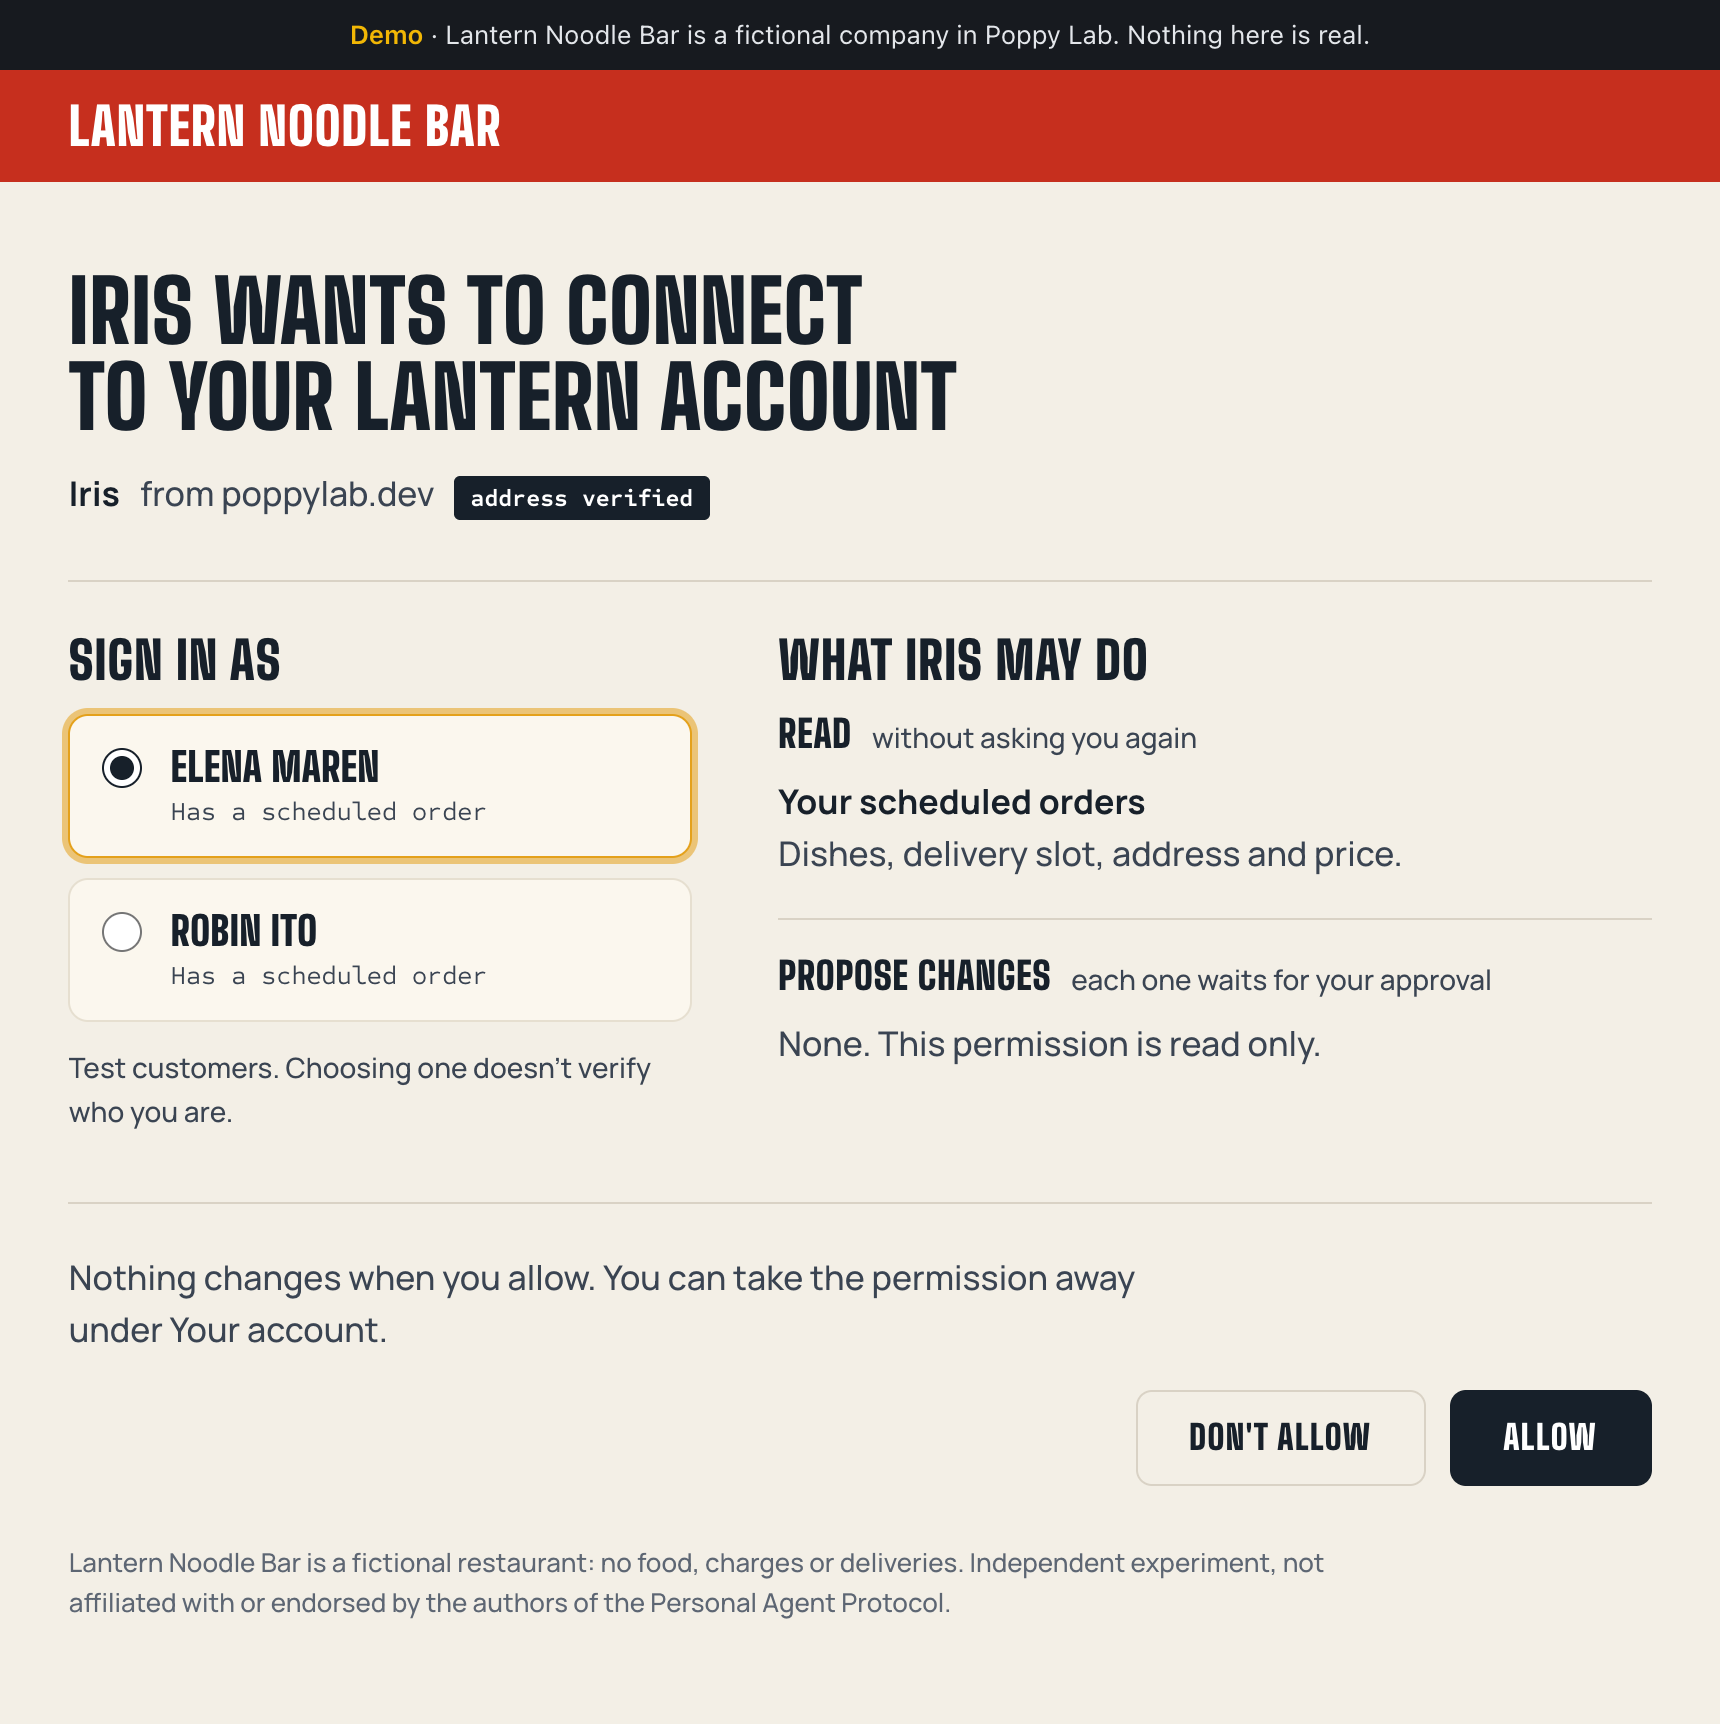 Demo · Lantern Noodle Bar is a fictional company in Poppy Lab. Nothing here is real.
LANTERN NOODLE BAR
IRIS WANTS TO CONNECT
TO YOUR LANTERN ACCOUNT
Iris from poppylab.dev address verified
SIGN IN AS
ELENA MAREN
Has a scheduled order
ROBIN ITO
Has a scheduled order
Test customers. Choosing one doesn’t verify
who you are.
WHAT IRIS MAY DO
READ without asking you again
Your scheduled orders
Dishes, delivery slot, address and price.
PROPOSE CHANGES each one waits for your approval
None. This permission is read only.
Nothing changes when you allow. You can take the permission away
under Your account.
DON'T ALLOW
ALLOW
Lantern Noodle Bar is a fictional restaurant: no food, charges or deliveries. Independent experiment, not
affiliated with or endorsed by the authors of the Personal Agent Protocol.